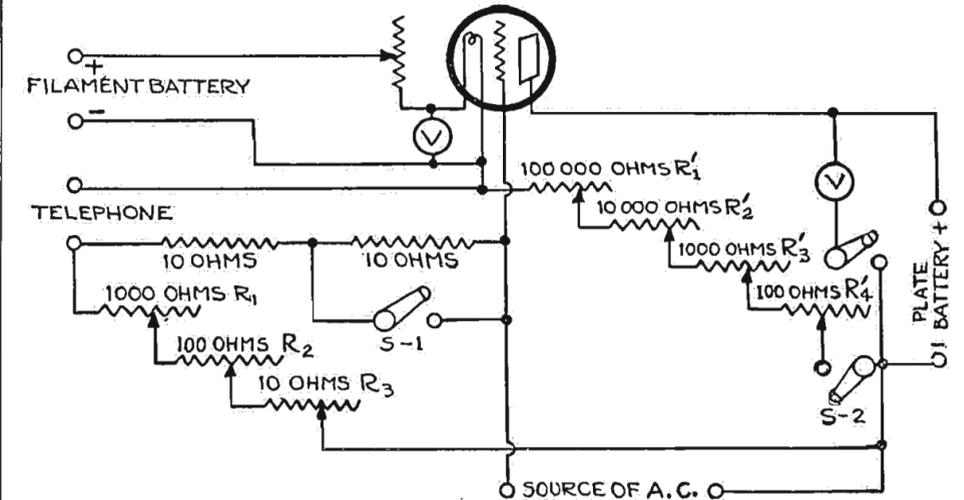 +
FILAMENT BATTERY
-
V
100 000 OHMS R'1
V
TELEPHONE
10 000 OHMS R'2
10 OHMS
10 OHMS
1000 OHMS R'3
1000 OHMS R1
100 OHMS R'4
PLATE
BATTERY +
S-1
100 OHMS R2
10 OHMS R3
S-2
SOURCE OF A.C.